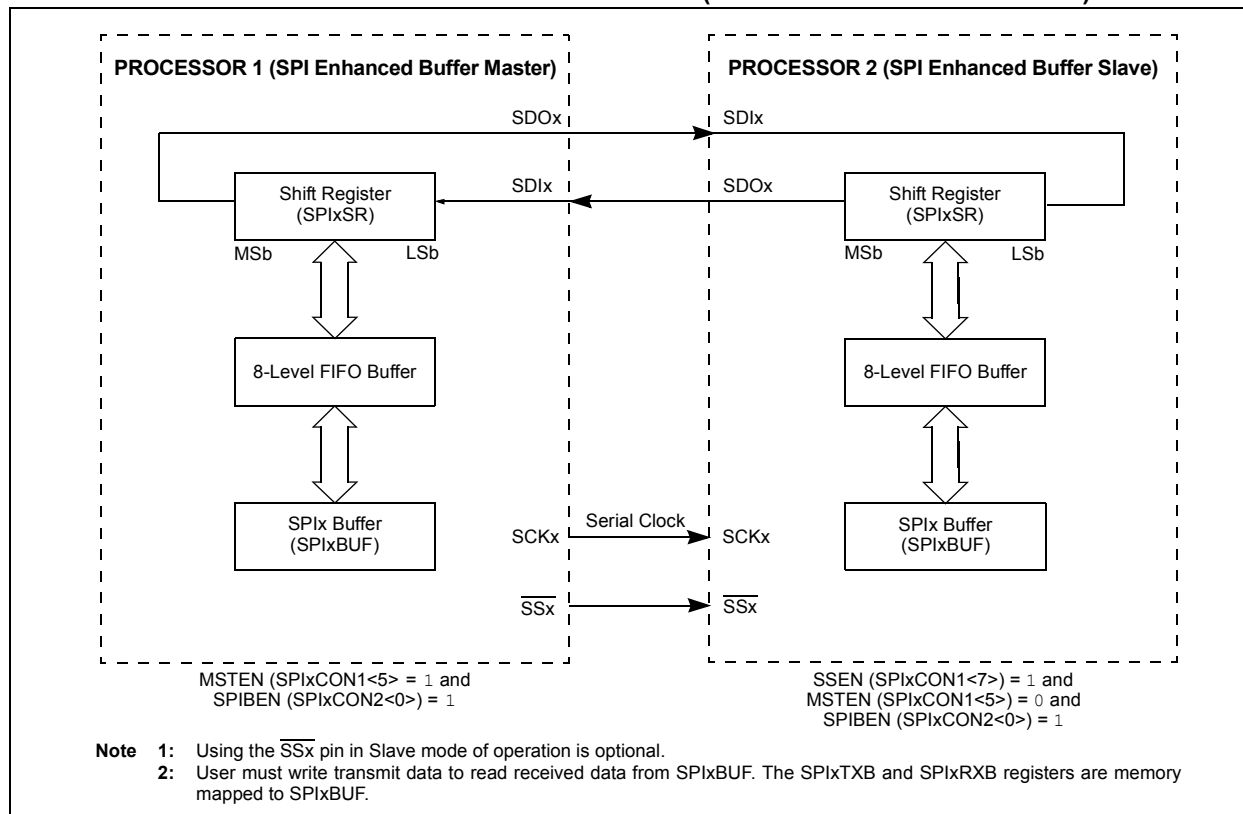 PROCESSOR 1 (SPI Enhanced Buffer Master)
PROCESSOR 2 (SPI Enhanced Buffer Slave)
SDOx
SDIx
SDIx
SDOx
Shift Register
(SPIxSR)
MSb
LSb
Shift Register
(SPIxSR)
MSb
LSb
8-Level FIFO Buffer
8-Level FIFO Buffer
SPIx Buffer
(SPIxBUF)
SPIx Buffer
(SPIxBUF)
SCKx
Serial Clock
SCKx
SSx
SSx
MSTEN (SPIxCON1<5> = 1 and
SPIBEN (SPIxCON2<0>) = 1
SSEN (SPIxCON1<7>) = 1 and
MSTEN (SPIxCON1<5>) = 0 and
SPIBEN (SPIxCON2<0>) = 1
Note 1: Using the SSx pin in Slave mode of operation is optional.
2: User must write transmit data to read received data from SPIxBUF. The SPIxTXB and SPIxRXB registers are memory
mapped to SPIxBUF.